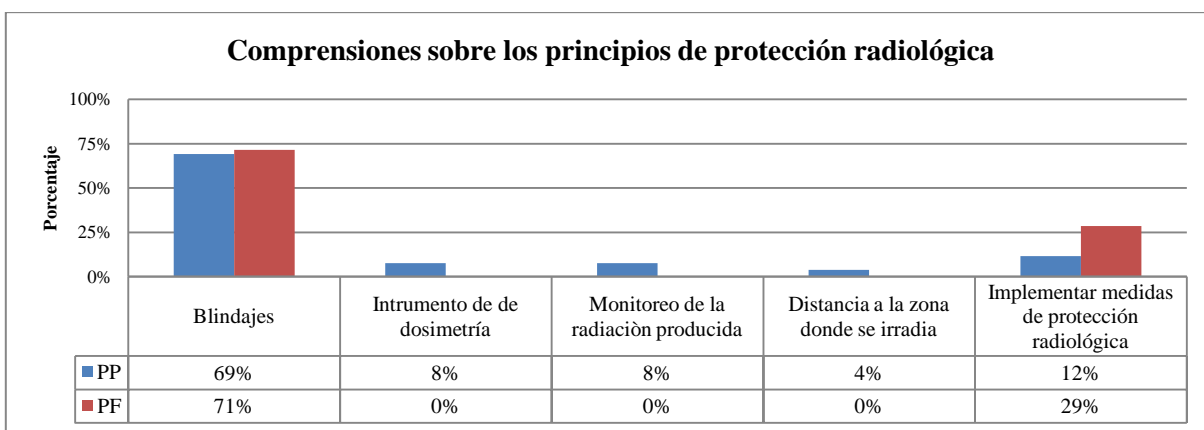 Comprensiones sobre los principios de protección radiológica
Porcentaje
100%
75%
50%
25%
0%
Blindajes
Intrumento de de
dosimetría
Monitoreo de la
radiaciòn producida
Distancia a la zona
donde se irradia
Implementar medidas
de protección
radiológica
PP 69% 8% 8% 4% 12%
PF 71% 0% 0% 0% 29%